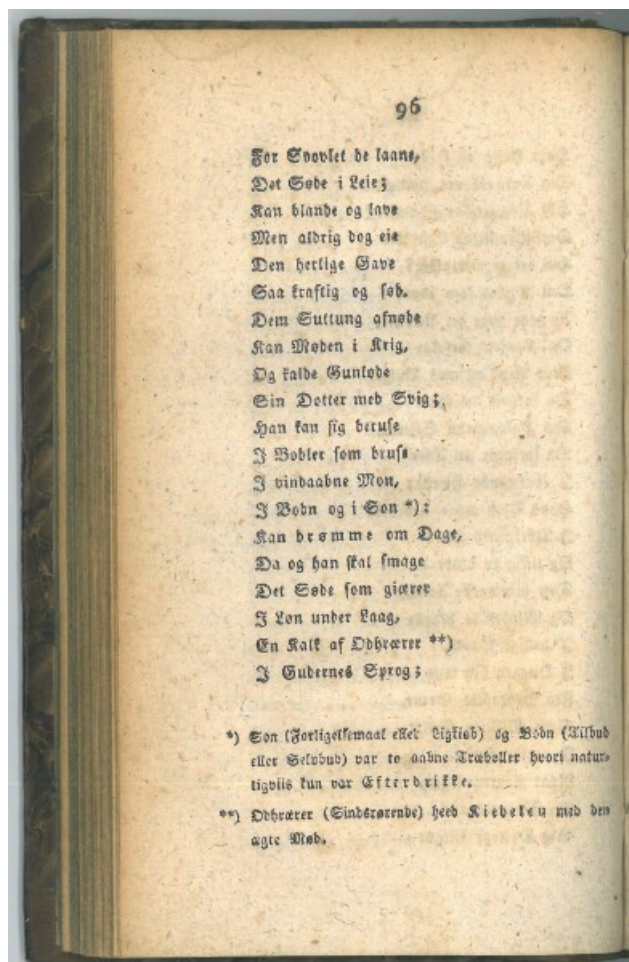 96
For Svovlet de laane,
Det Søde i Leie;
Kan blande og lave
Men aldrig dog eie
Den herlige Gave
Saa kraftig og sød.
Dem Suttung afnøde
Kan Møden i Krig,
Og kalde Gunløde
Sin Dotter med Svig;
Han kan sig beruse
I Bobler som bruse
I vindaabne Mon,
I Bodn og i Son *):
Kan drømme om Dage,
Da og han skal smage
Det Søde som giærer
I Løn under Laag,
En Kalk af Odhrærer **)
I Gudernes Sprog;
*) Son (Forligelsemaal eller Ligkiøb) og Bodn (Tilbud
eller Selvbud) var to aabne Træboller hvori natur-
ligviis kun var Efterdrikke.
**) Odhrærer (Sindsrørende) heed Kiedelen med den
ægte Mød.